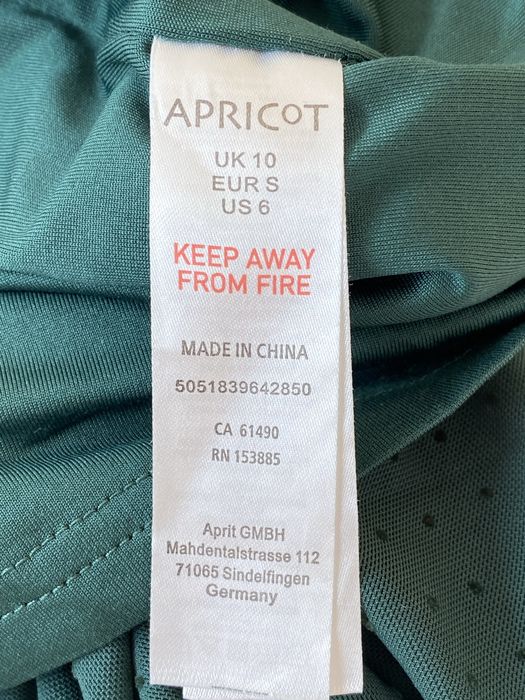 APRICOT
UK 10
EUR S
US 6
KEEP AWAY
FROM FIRE
MADE IN CHINA
5051839642850
CA 61490
RN 153885
Aprit GMBH
Mahdentalstrasse 112
71065 Sindelfingen
Germany